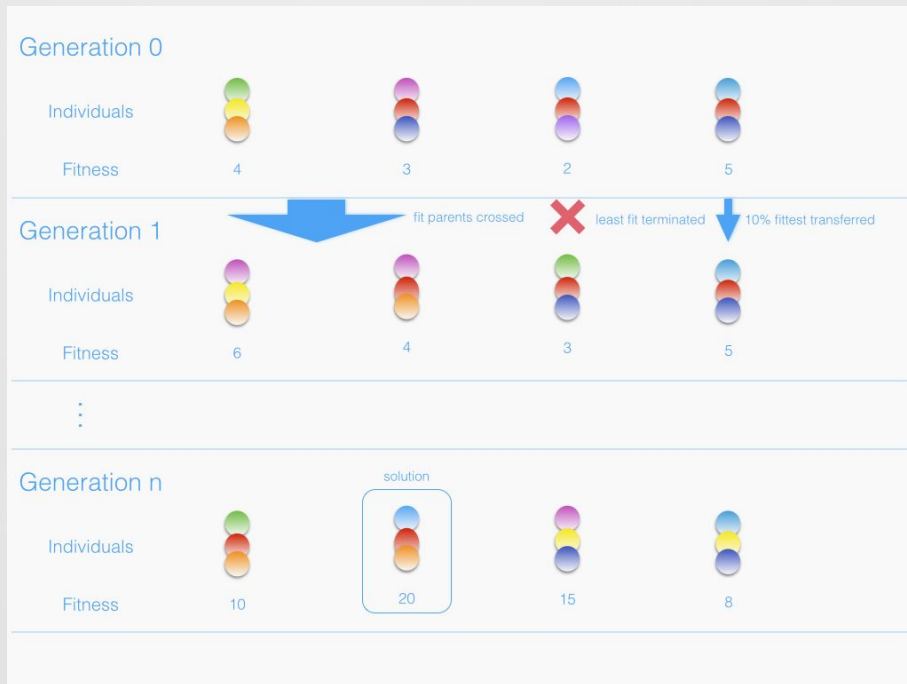 Generation 0
Individuals
Fitness 4 3 2 5
fit parents crossed least fit terminated 10% fittest transferred
Generation 1
Individuals
Fitness 6 4 3 5
Generation n
solution
Individuals
Fitness 10 20 15 8